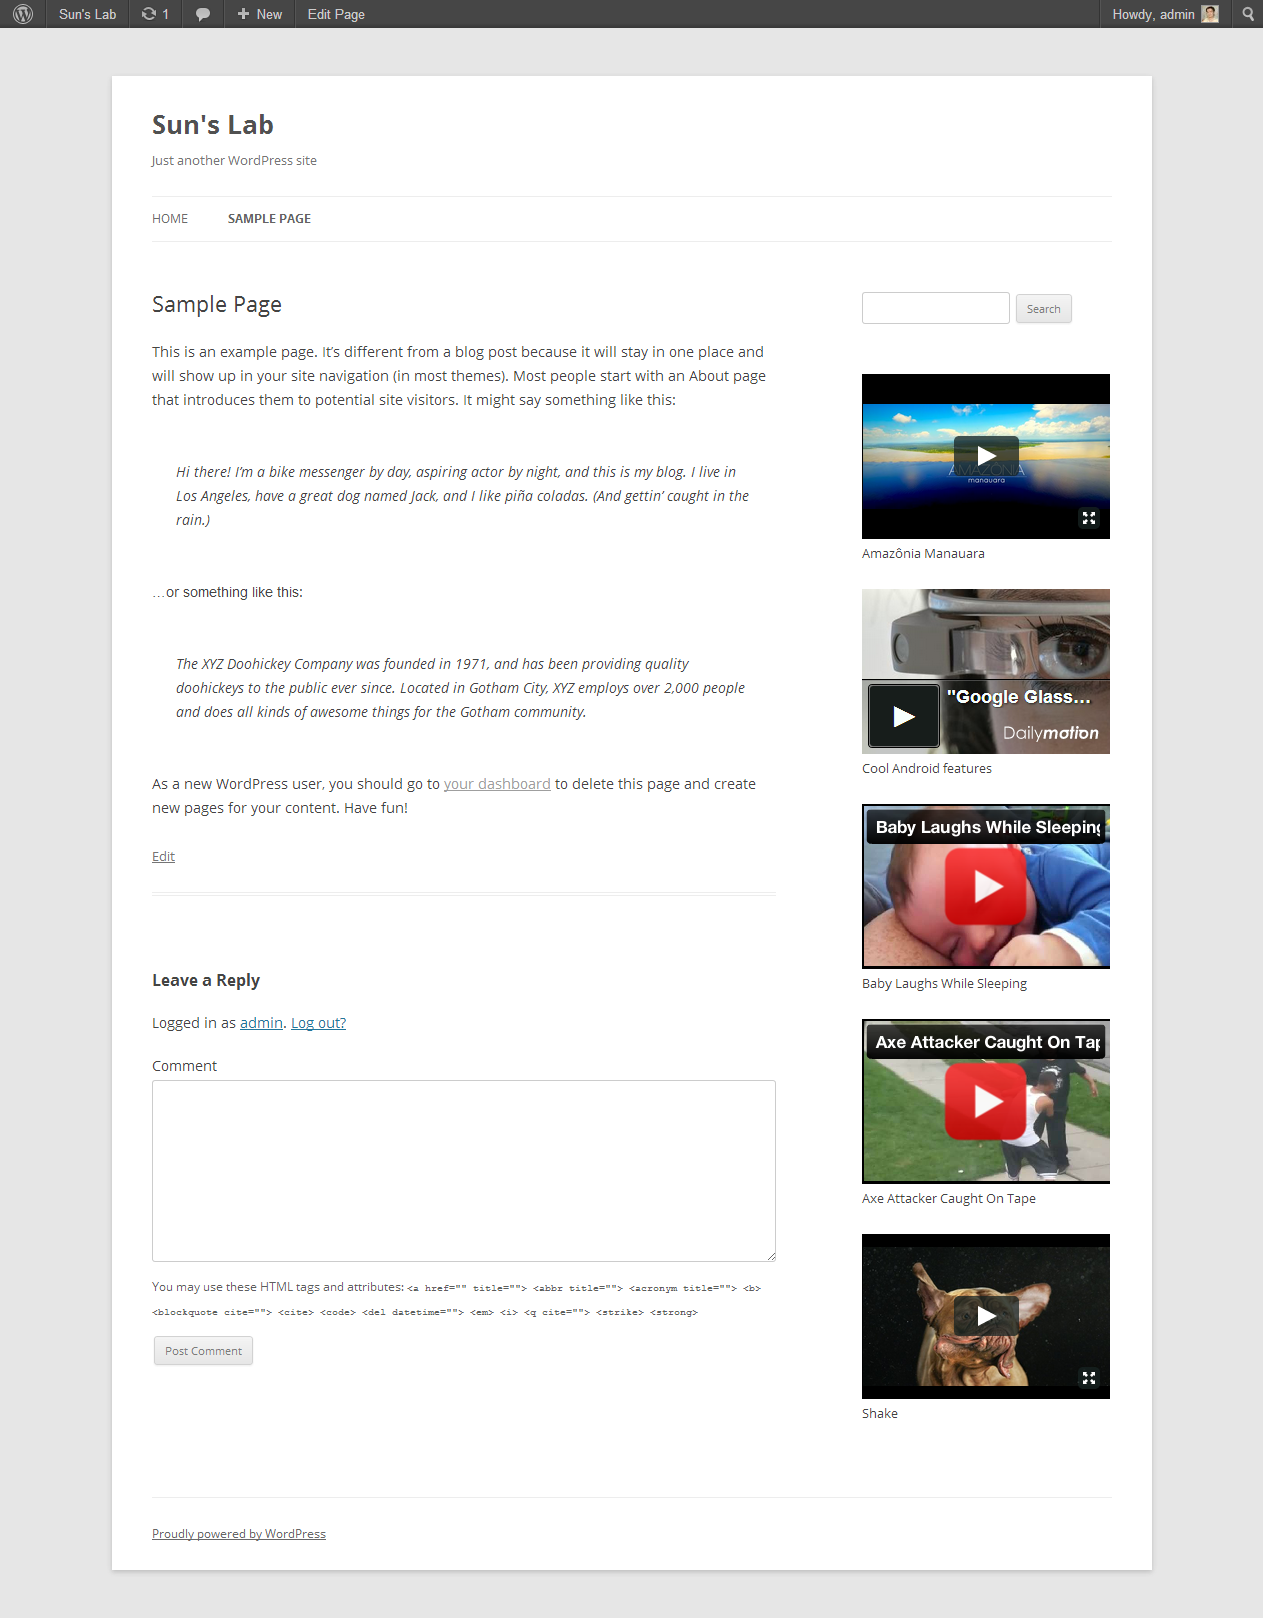 Sun's Lab
1
New
Edit Page
Howdy, admin
Sun's Lab
Just another WordPress site
HOME
SAMPLE PAGE
Sample Page
This is an example page. It's different from a blog post because it will stay in one place and
will show up in your site navigation (in most themes). Most people start with an About page
that introduces them to potential site visitors. It might say something like this:
Hi there! I'm a bike messenger by day, aspiring actor by night, and this is my blog. I live in
Los Angeles, have a great dog named Jack, and I like piña coladas. (And gettin' caught in the
rain.)
…or something like this:
The XYZ Doohickey Company was founded in 1971, and has been providing quality
doohickeys to the public ever since. Located in Gotham City, XYZ employs over 2,000 people
and does all kinds of awesome things for the Gotham community.
As a new WordPress user, you should go to your dashboard to delete this page and create
new pages for your content. Have fun!
Edit
Leave a Reply
Logged in as admin. Log out?
Comment
You may use these HTML tags and attributes: <a href="" title=""> <abbr title=""> <acronym title=""> <b>
<blockquote cite=""> <cite> <code> <del datetime=""> <em> <i> <q cite=""> <strike> <strong>
Post Comment
Search
AMAZÔNIA
manauara
Amazônia Manauara
"Google Glass...
Dailymotion
Cool Android features
Baby Laughs While Sleeping
Baby Laughs While Sleeping
Axe Attacker Caught On Tap
Axe Attacker Caught On Tape
Shake
Proudly powered by WordPress